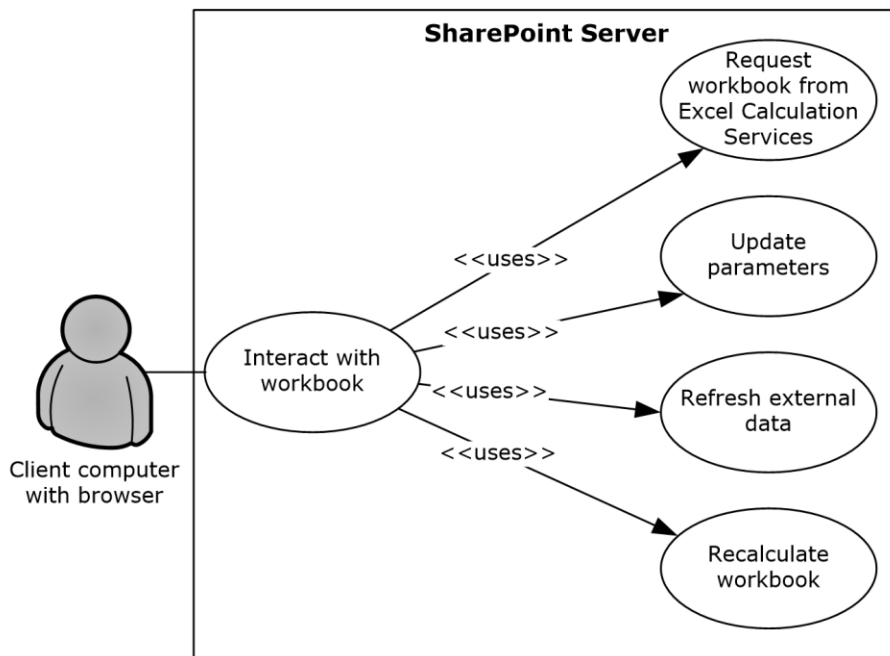 SharePoint Server
Request
workbook from
Excel Calculation
Services
<<uses>>
Update
parameters
<<uses>>
Interact with
workbook
<<uses>>
Refresh external
data
<<uses>>
Client computer
with browser
Recalculate
workbook